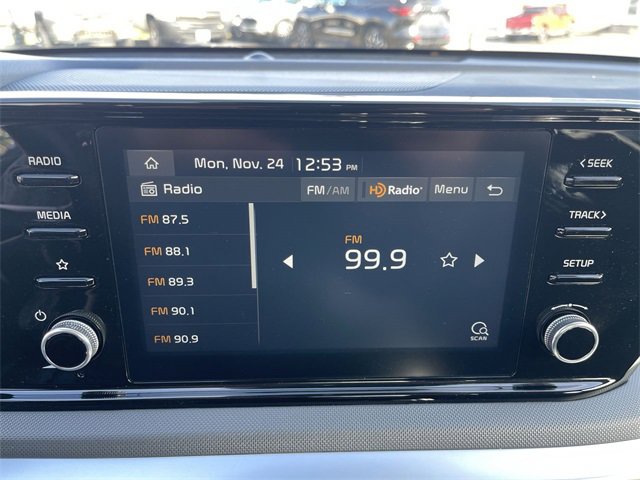 RADIO
MEDIA
Mon, Nov. 24 12:53 PM
Radio FM/AM HD Radio Menu
FM 87.5
FM 88.1
FM 89.3
FM 90.1
FM 90.9
FM
99.9
SCAN
<SEEK
TRACK>
SETUP